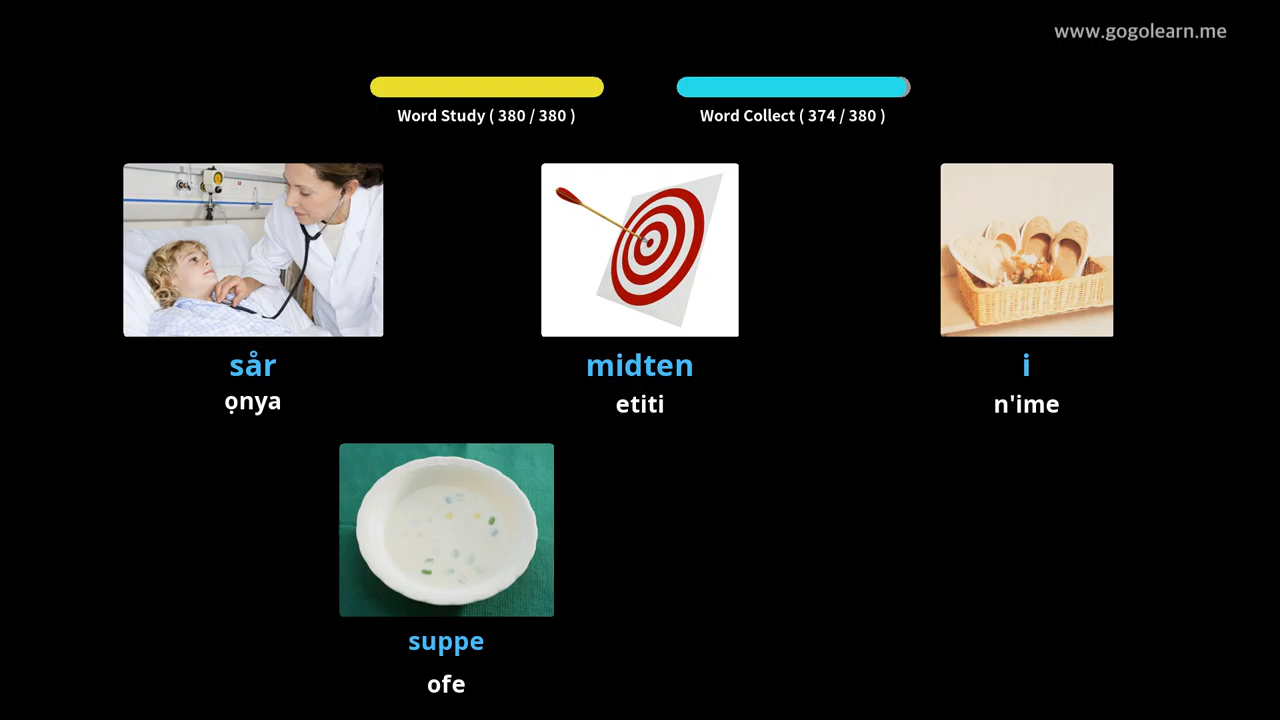 www.gogolearn.me
Word Study ( 380 / 380 )
Word Collect ( 374 / 380 )
sår
midten
i
ọnya
etiti
n'ime
suppe
ofe